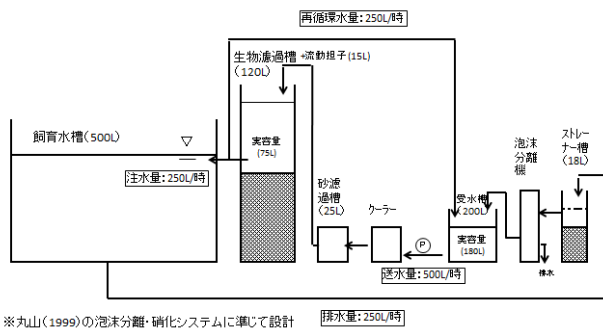 再循環水量:250L/時
生物濾過槽 +流動担子(15L)
(120L)
飼育水槽(500L)
▽
実容量
(75L)
注水量:250L/時
砂濾
過槽
(25L)
クーラー
P
受水槽
(200L)
実容量
(180L)
送水量:500L/時
泡沫
分離
機
ストレー
ナー槽
(18L)
排水
排水量:250L/時
※丸山(1999)の泡沫分離・硝化システムに準じて設計